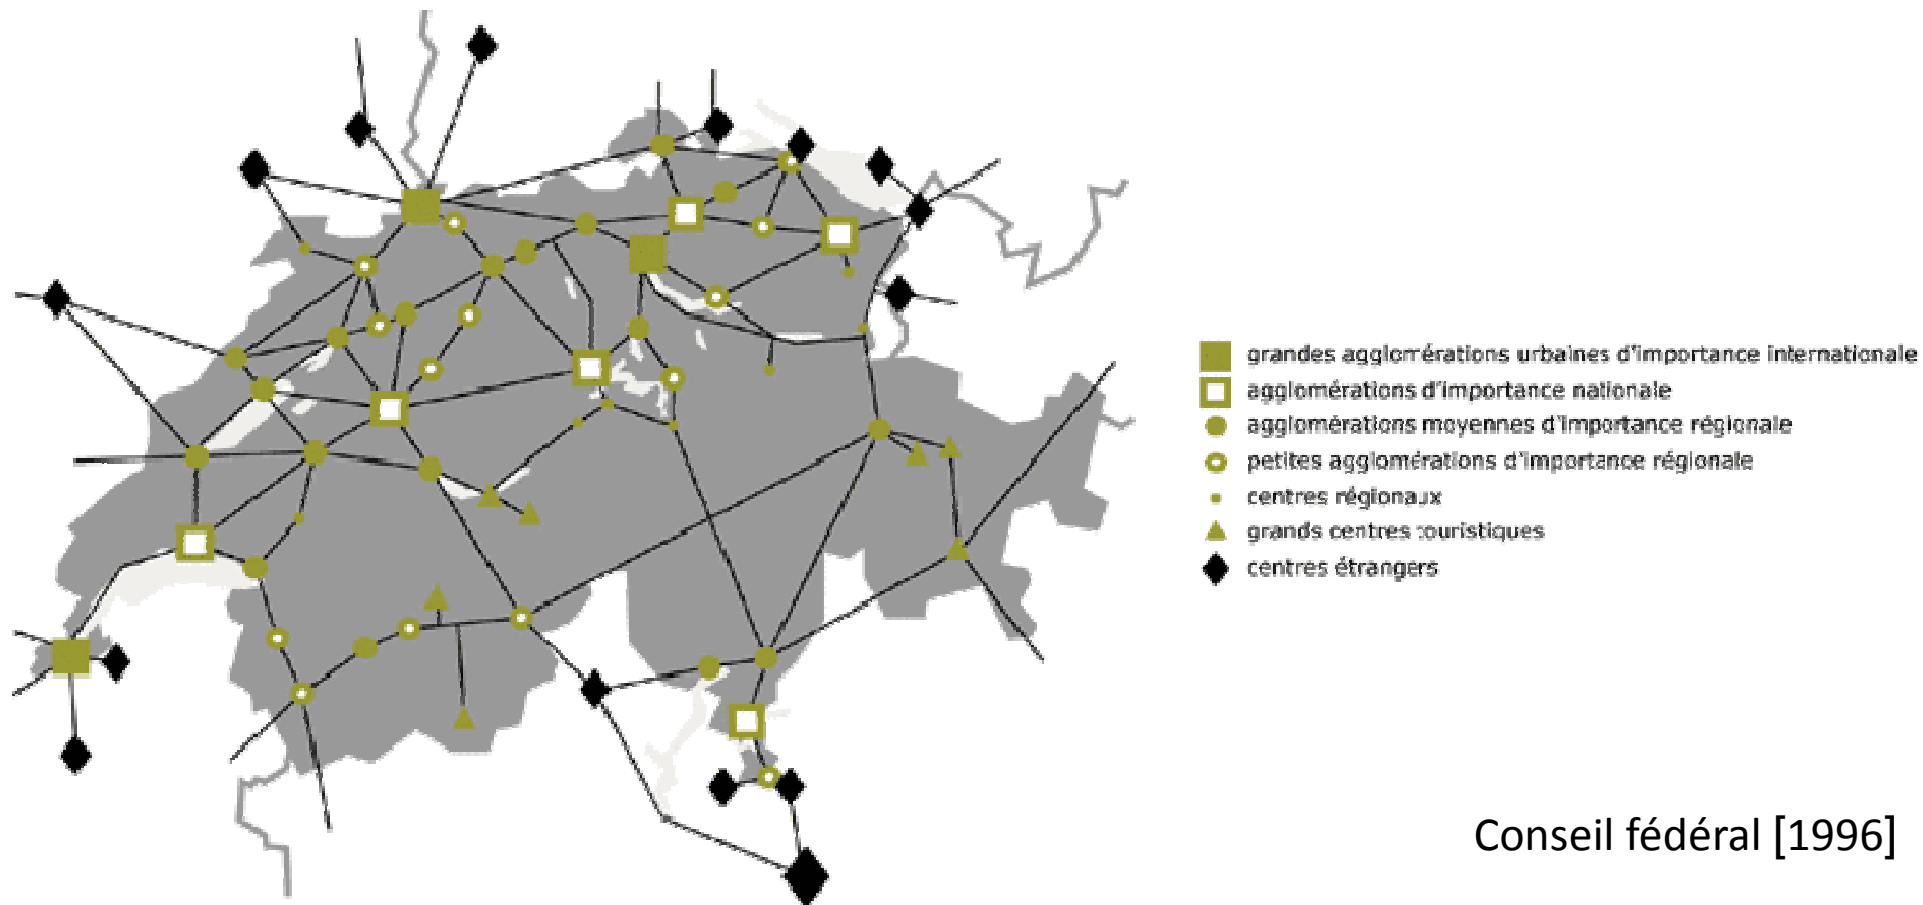 grandes agglomérations urbaines d'importance internationale
agglomérations d'importance nationale
agglomérations moyennes d'importance régionale
petites agglomérations d'importance régionale
centres régionaux
grands centres touristiques
centres étrangers
Conseil fédéral [1996]